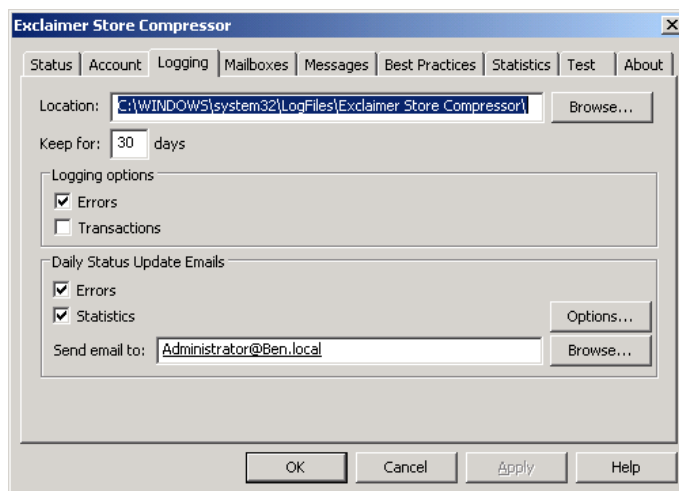 Exclaimer Store Compressor
Status Account Logging Mailboxes Messages Best Practices Statistics Test About
Location: C:\WINDOWS\system32\LogFiles\Exclaimer Store Compressor\ Browse...
Keep for: 30 days
Logging options
Errors
Transactions
Daily Status Update Emails
Errors
Statistics Options...
Send email to: Administrator@Ben.local Browse...
OK Cancel Apply Help